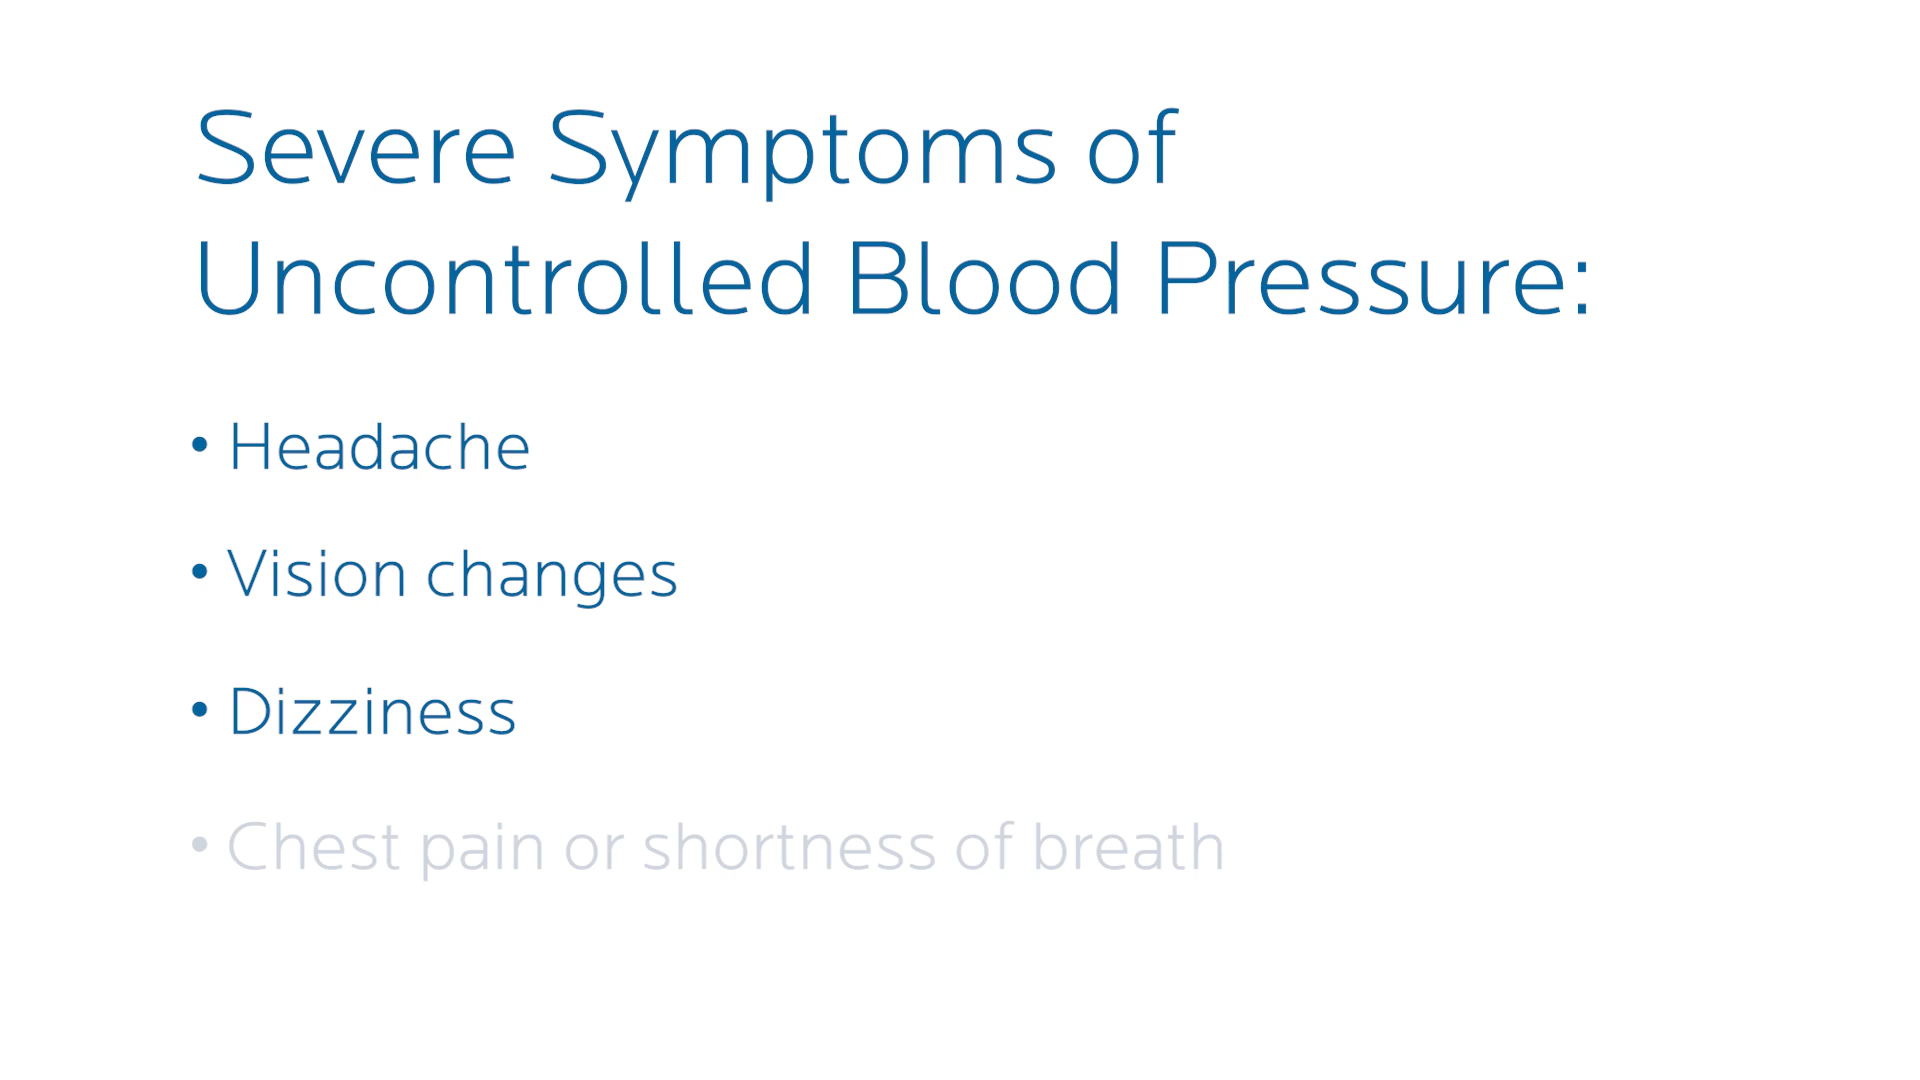 Severe Symptoms of
Uncontrolled Blood Pressure:
• Headache
• Vision changes
• Dizziness
• Chest pain or shortness of breath